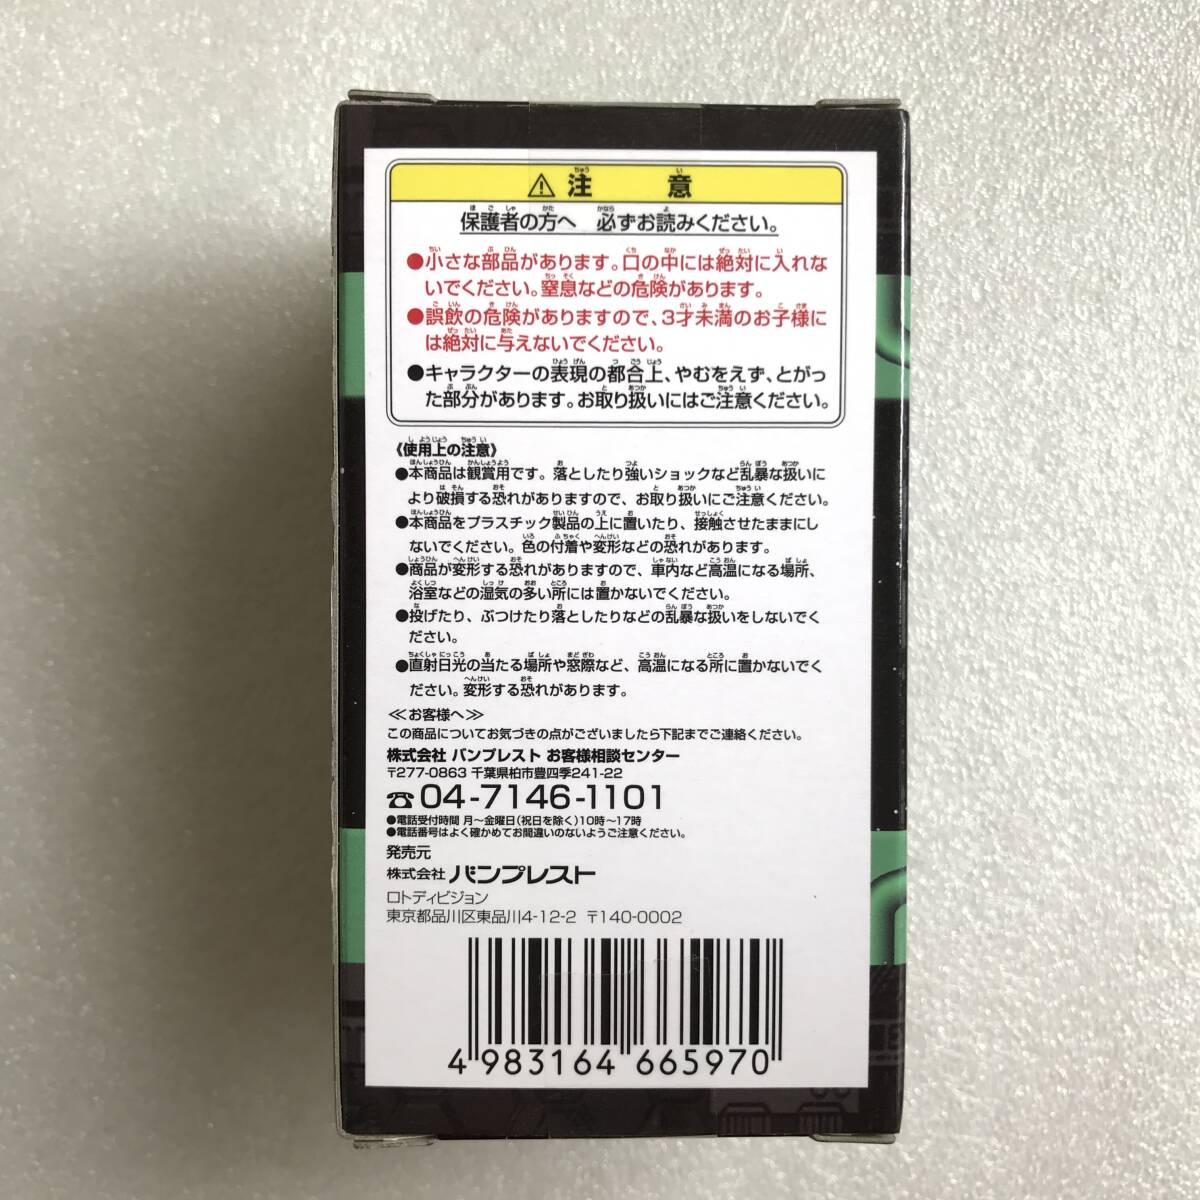 ⚠ 注 意
保護者の方へ 必ずお読みください。
●小さな部品があります。口の中には絶対に入れな
いでください。窒息などの危険があります。
●誤飲の危険がありますので、3才未満のお子様に
は絶対に与えないでください。
●キャラクターの表現の都合上、やむをえず、とがっ
た部分があります。お取り扱いにはご注意ください。
《使用上の注意》
●本商品は観賞用です。落としたり強いショックなど乱暴な扱いに
より破損する恐れがありますので、お取り扱いにご注意ください。
●本商品をプラスチック製品の上に置いたり、接触させたままにし
ないでください。色の付着や変形などの恐れがあります。
●商品が変形する恐れがありますので、車内など高温になる場所、
浴室などの湿気の多い所には置かないでください。
●投げたり、ぶつけたり落としたりなどの乱暴な扱いをしないでく
ださい。
●直射日光の当たる場所や窓際など、高温になる所に置かないでく
ださい。変形する恐れがあります。
≪お客様へ≫
この商品についてお気づきの点がございましたら下記までご連絡ください。
株式会社 バンプレスト お客様相談センター
〒277-0863 千葉県柏市豊四季241-22
☎ 04-7146-1101
●電話受付時間 月～金曜日(祝日を除く)10時～17時
●電話番号はよく確かめてお間違いのないようご注意ください。
発売元
株式会社 バンプレスト
ロトディビジョン
東京都品川区東品川4-12-2 〒140-0002
4 983164 665970